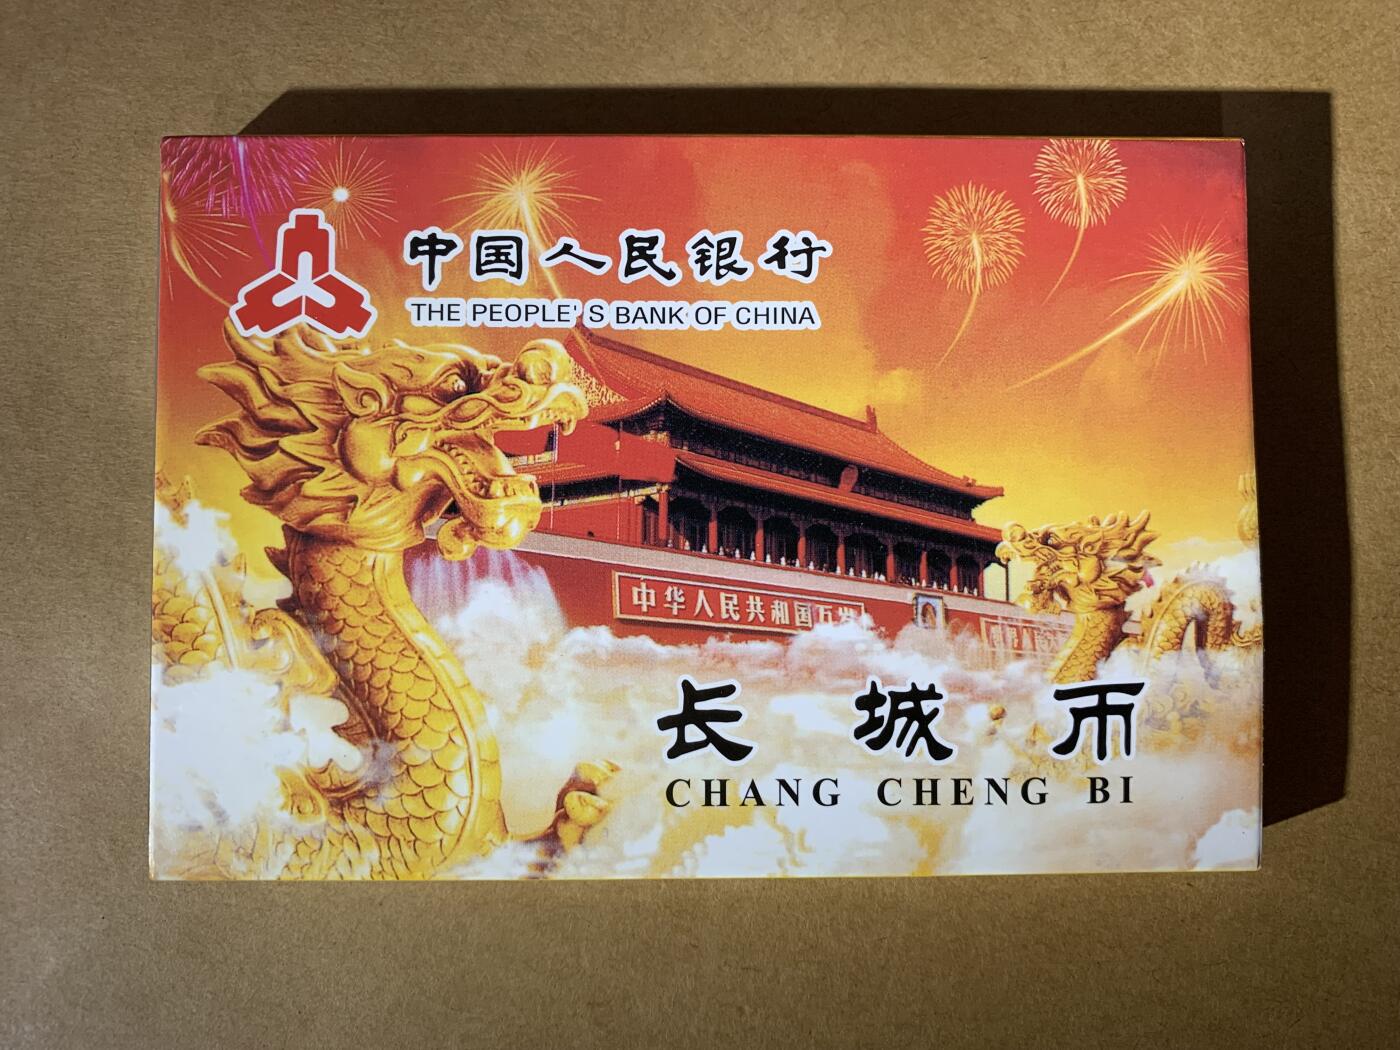 中国人民银行
THE PEOPLE'S BANK OF CHINA
中华人民共和国万岁
长城币
CHANG CHENG BI